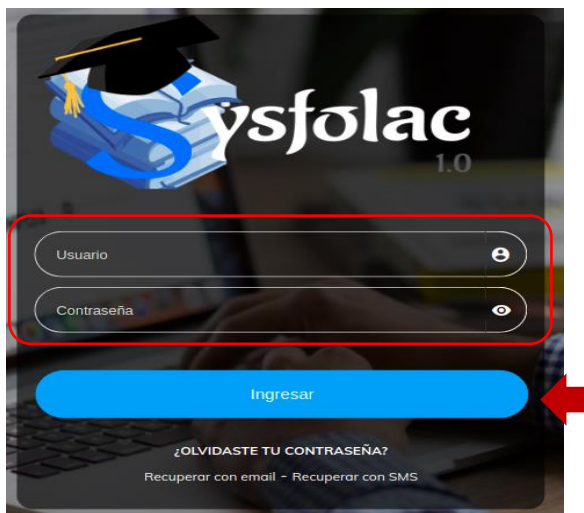 Sysfolac
1.0
Usuario
Contraseña
Ingresar
¿OLVIDASTE TU CONTRASEÑA?
Recuperar con email - Recuperar con SMS